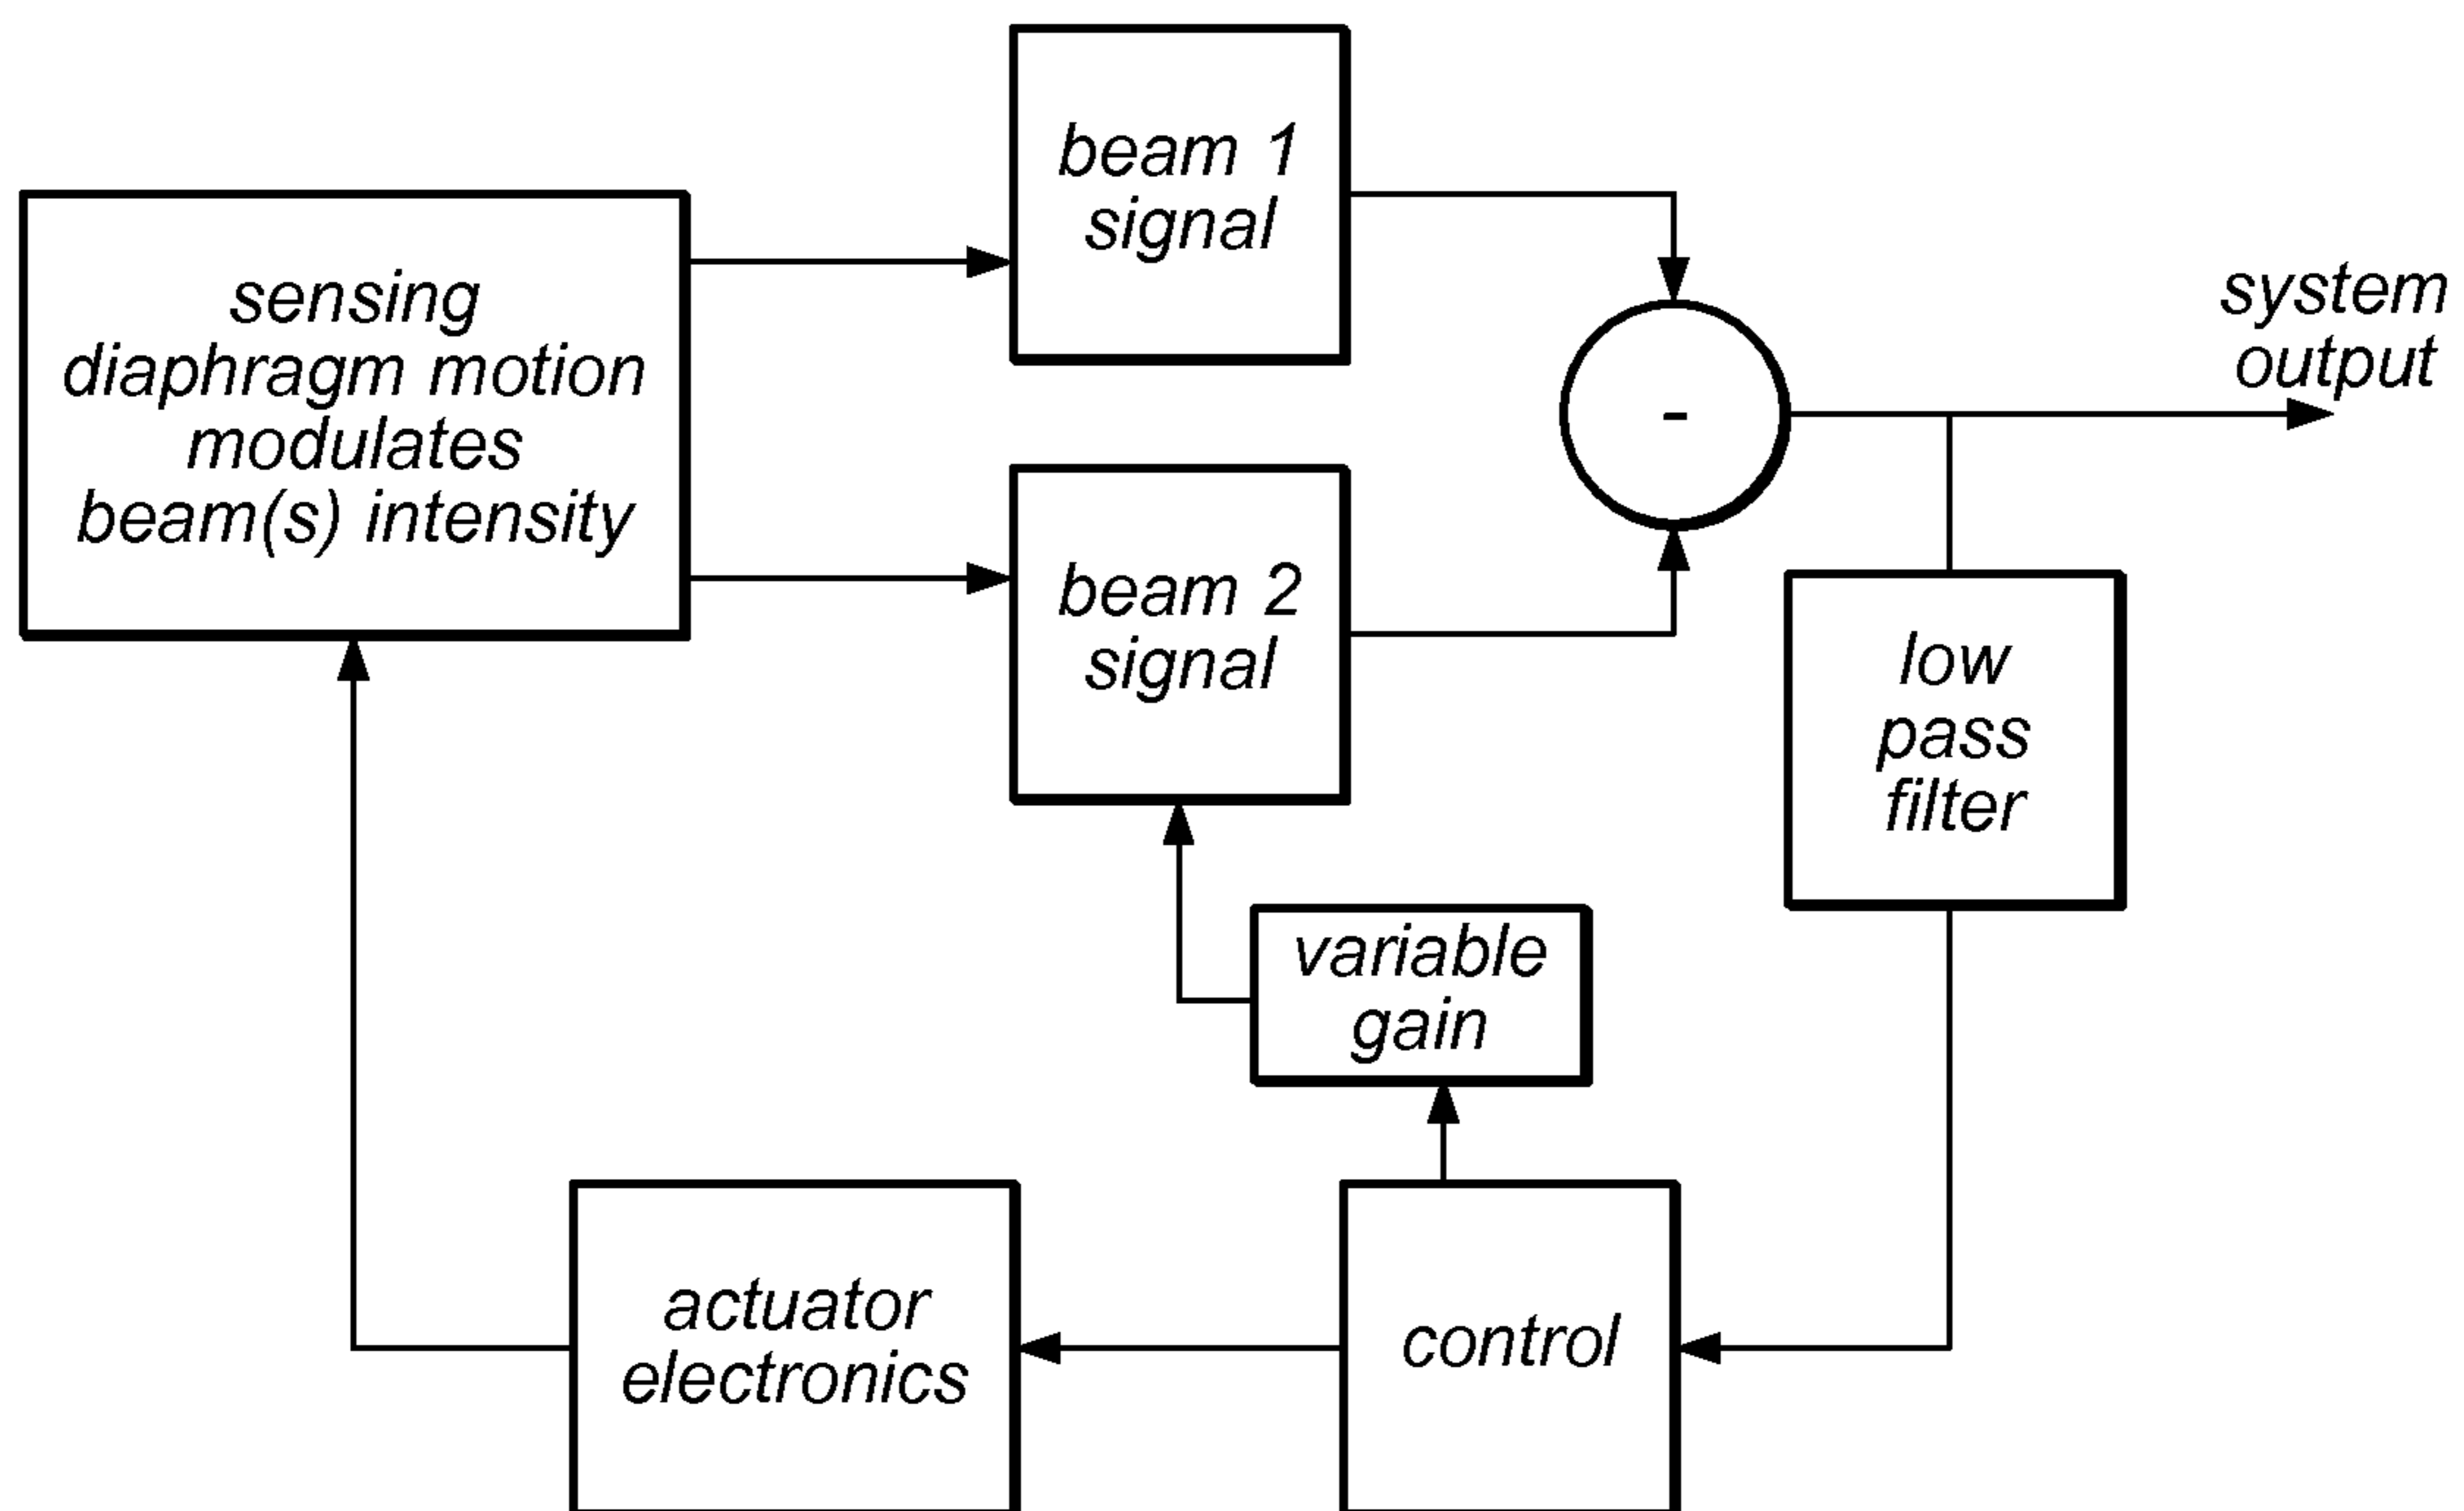 beam 1
signal
sensing
diaphragm motion
modulates
beam(s) intensity
-
system
output
beam 2
signal
low
pass
filter
variable
gain
actuator
electronics
control